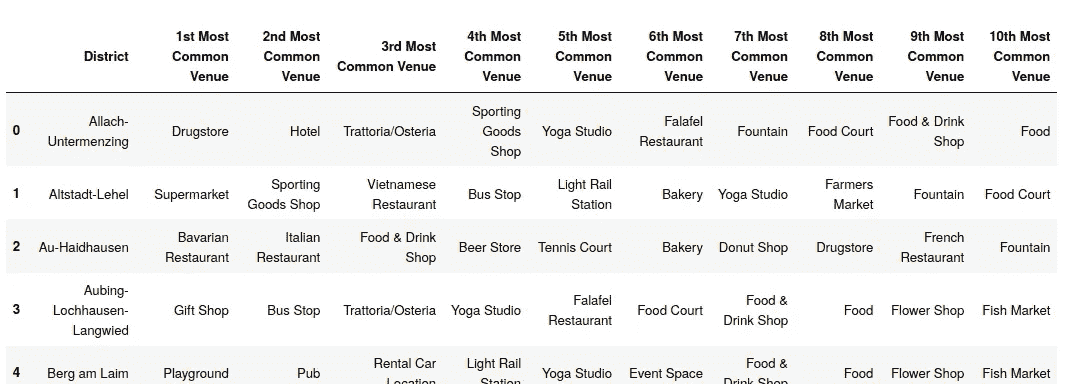 District 1st Most Common Venue 2nd Most Common Venue 3rd Most Common Venue 4th Most Common Venue 5th Most Common Venue 6th Most Common Venue 7th Most Common Venue 8th Most Common Venue 9th Most Common Venue 10th Most Common Venue
0 Allach-Untermenzing Drugstore Hotel Trattoria/Osteria Sporting Goods Shop Yoga Studio Falafel Restaurant Fountain Food Court Food & Drink Shop Food
1 Altstadt-Lehel Supermarket Sporting Goods Shop Vietnamese Restaurant Bus Stop Light Rail Station Bakery Yoga Studio Farmers Market Fountain Food Court
2 Au-Haidhausen Bavarian Restaurant Italian Restaurant Food & Drink Shop Beer Store Tennis Court Bakery Donut Shop Drugstore French Restaurant Fountain
3 Aubing-Lochhausen-Langwied Gift Shop Bus Stop Trattoria/Osteria Yoga Studio Falafel Restaurant Food Court Food & Drink Shop Food Flower Shop Fish Market
4 Berg am Laim Playground Pub Rental Car Location Light Rail Station Yoga Studio Event Space Food & Drink Shop Food Flower Shop Fish Market